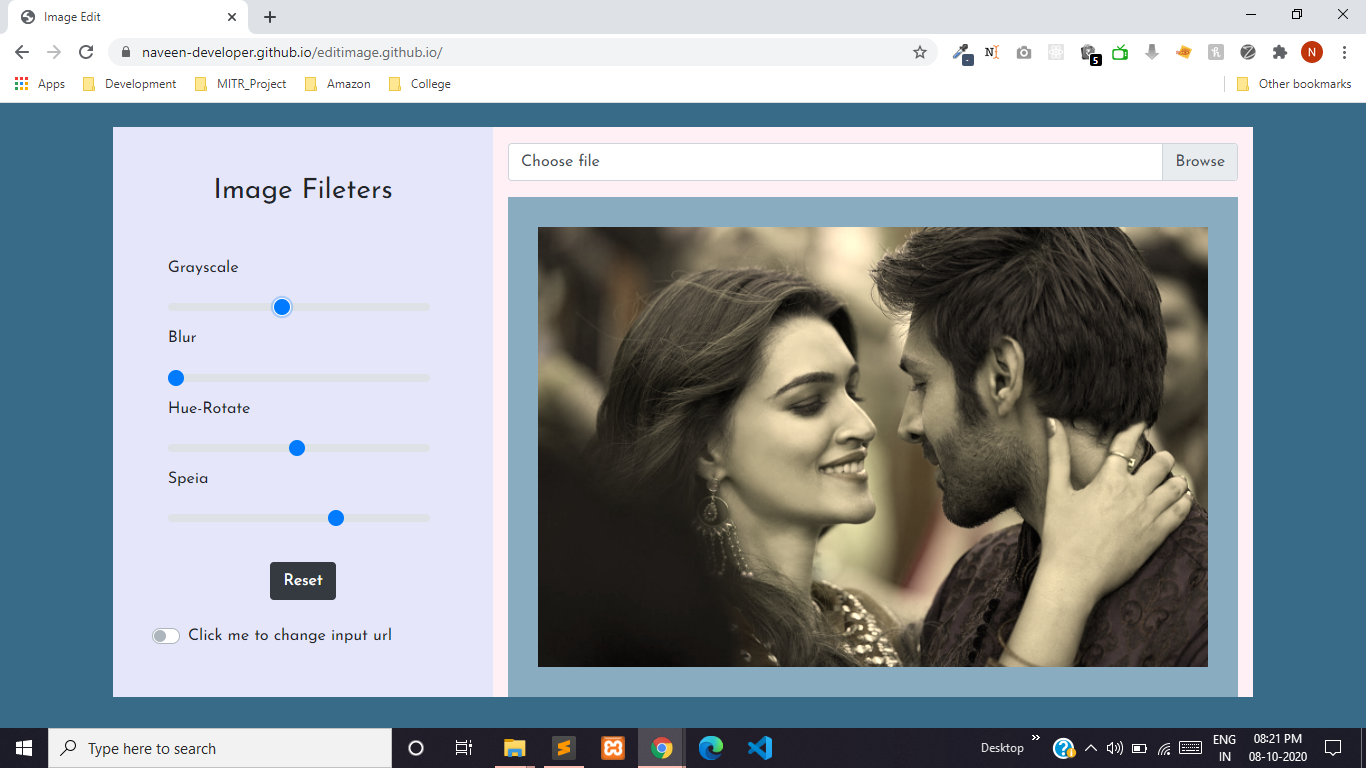 Image Edit
naveen-developer.github.io/editimage.github.io/
N
5
N
Apps
Development
MITR_Project
Amazon
College
Other bookmarks
Image Fileters
Grayscale
Blur
Hue-Rotate
Speia
Reset
Click me to change input url
Choose file
Browse
Type here to search
Desktop
ENG
IN
08:21 PM
08-10-2020